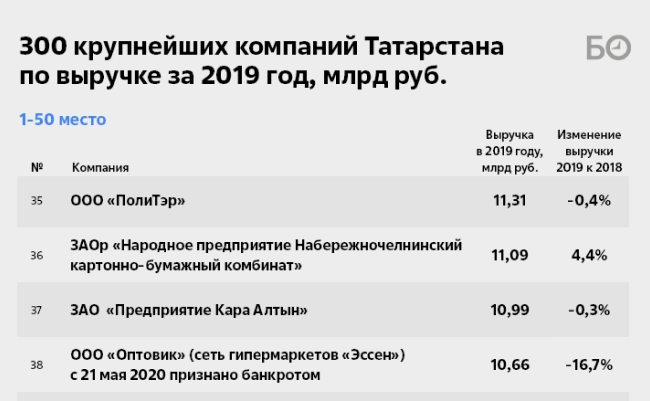 300 крупнейших компаний Татарстана
БО
по выручке за 2019 год, млрд руб.
1-50 место
№ Компания Выручка в 2019 году, млрд руб. Изменение выручки 2019 к 2018
35 ООО «ПолиТэр» 11,31 -0,4%
36 ЗАОр «Народное предприятие Набережночелнинский
картонно-бумажный комбинат» 11,09 4,4%
37 ЗАО «Предприятие Кара Алтын» 10,99 -0,3%
38 ООО «Оптовик» (сеть гипермаркетов «Эссен»)
с 21 мая 2020 признано банкротом 10,66 -16,7%